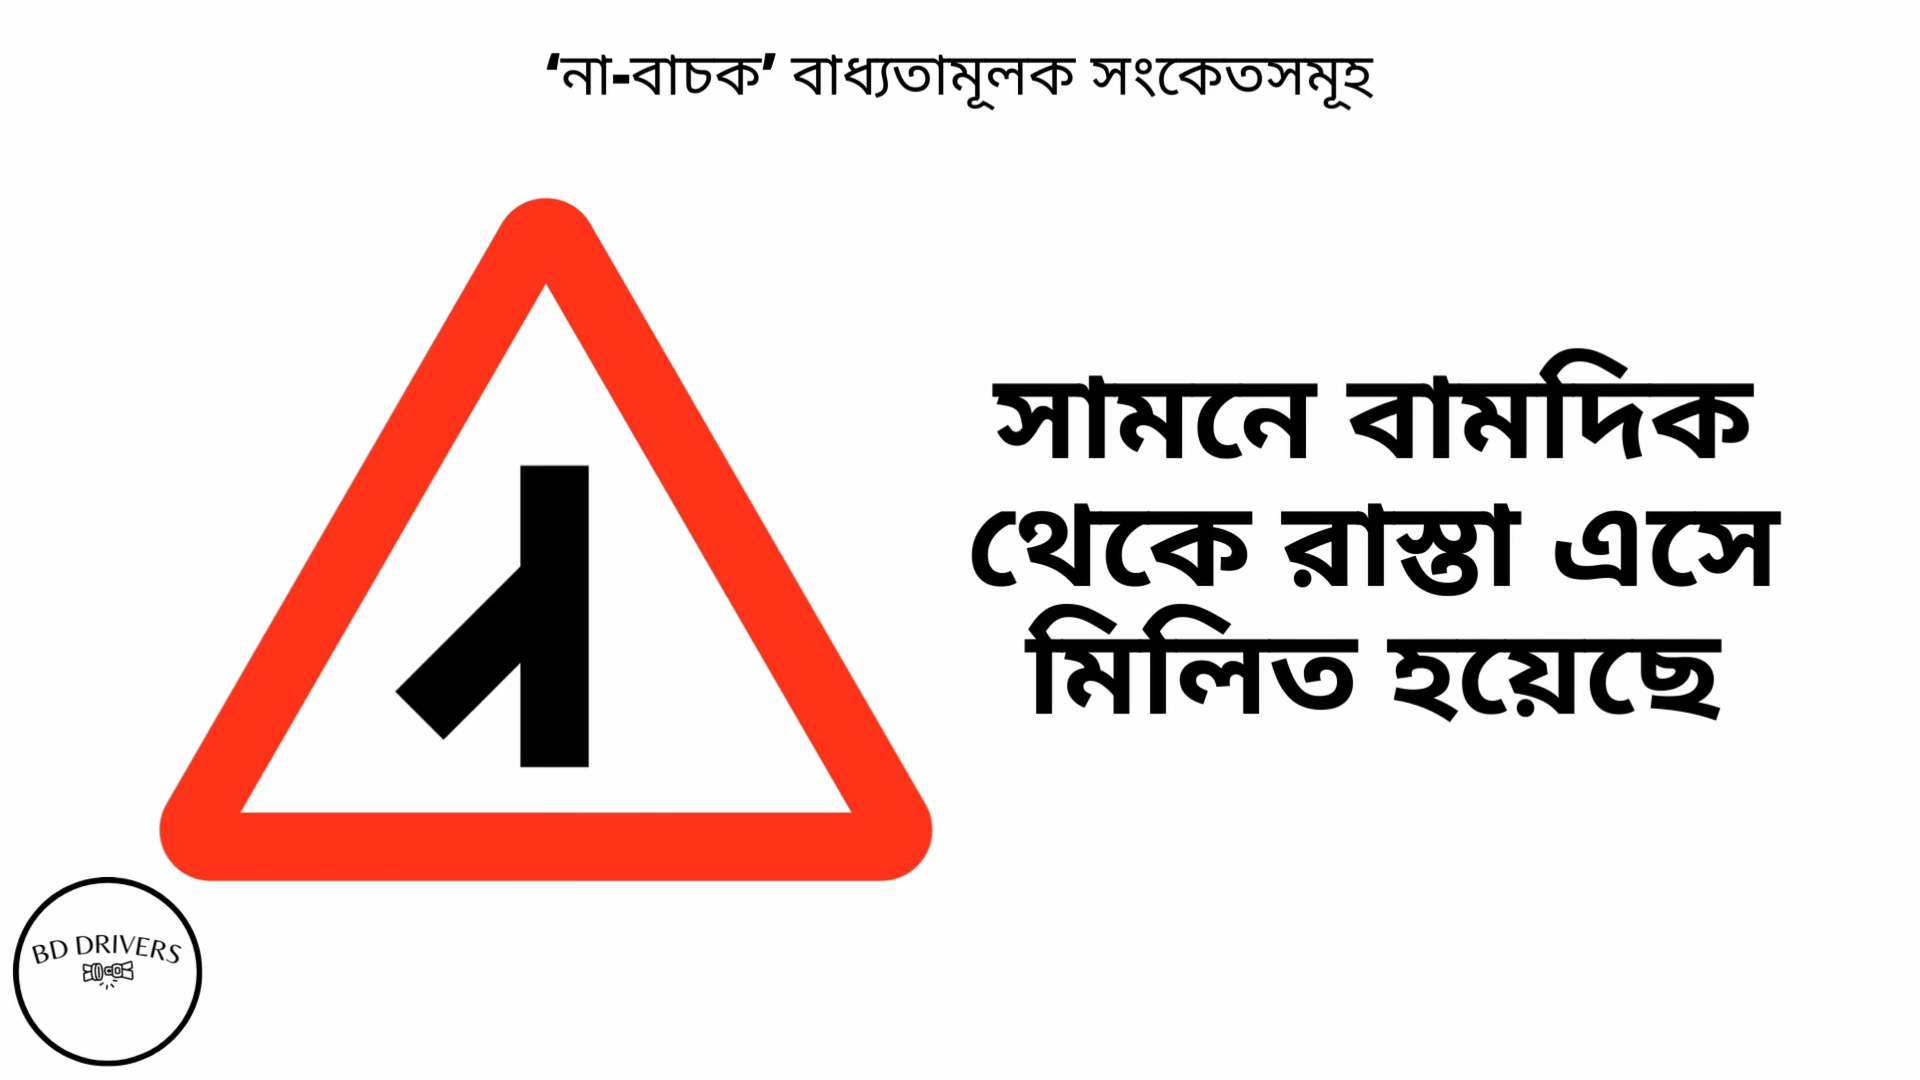 ‘না-বাচক’ বাধ্যতামূলক সংকেতসমূহ
সামনে বামদিক
থেকে রাস্তা এসে
মিলিত হয়েছে
BD DRIVERS